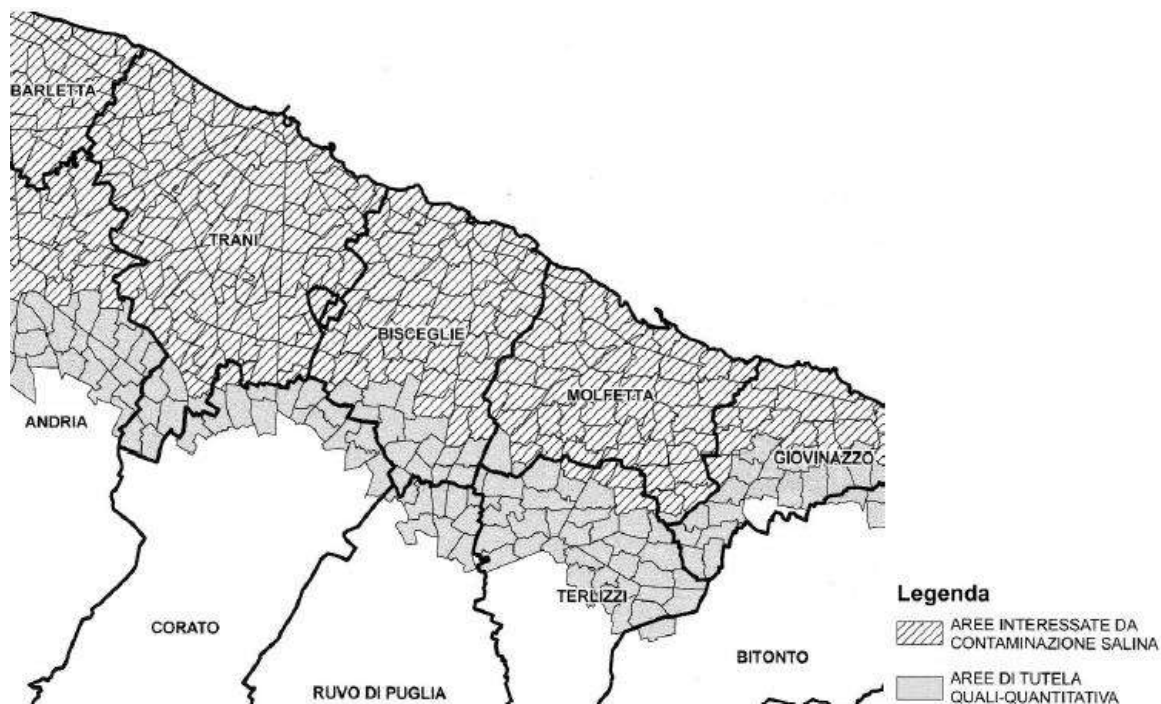 BARLETTA
TRANI
BISCEGLIE
MOLFETTA
ANDRIA
GIOVINAZZO
TERLIZZI
CORATO
BITONTO
RUVO DI PUGLIA
Legenda
AREE INTERESSATE DA
CONTAMINAZIONE SALINA
AREE DI TUTELA
QUALI-QUANTITATIVA